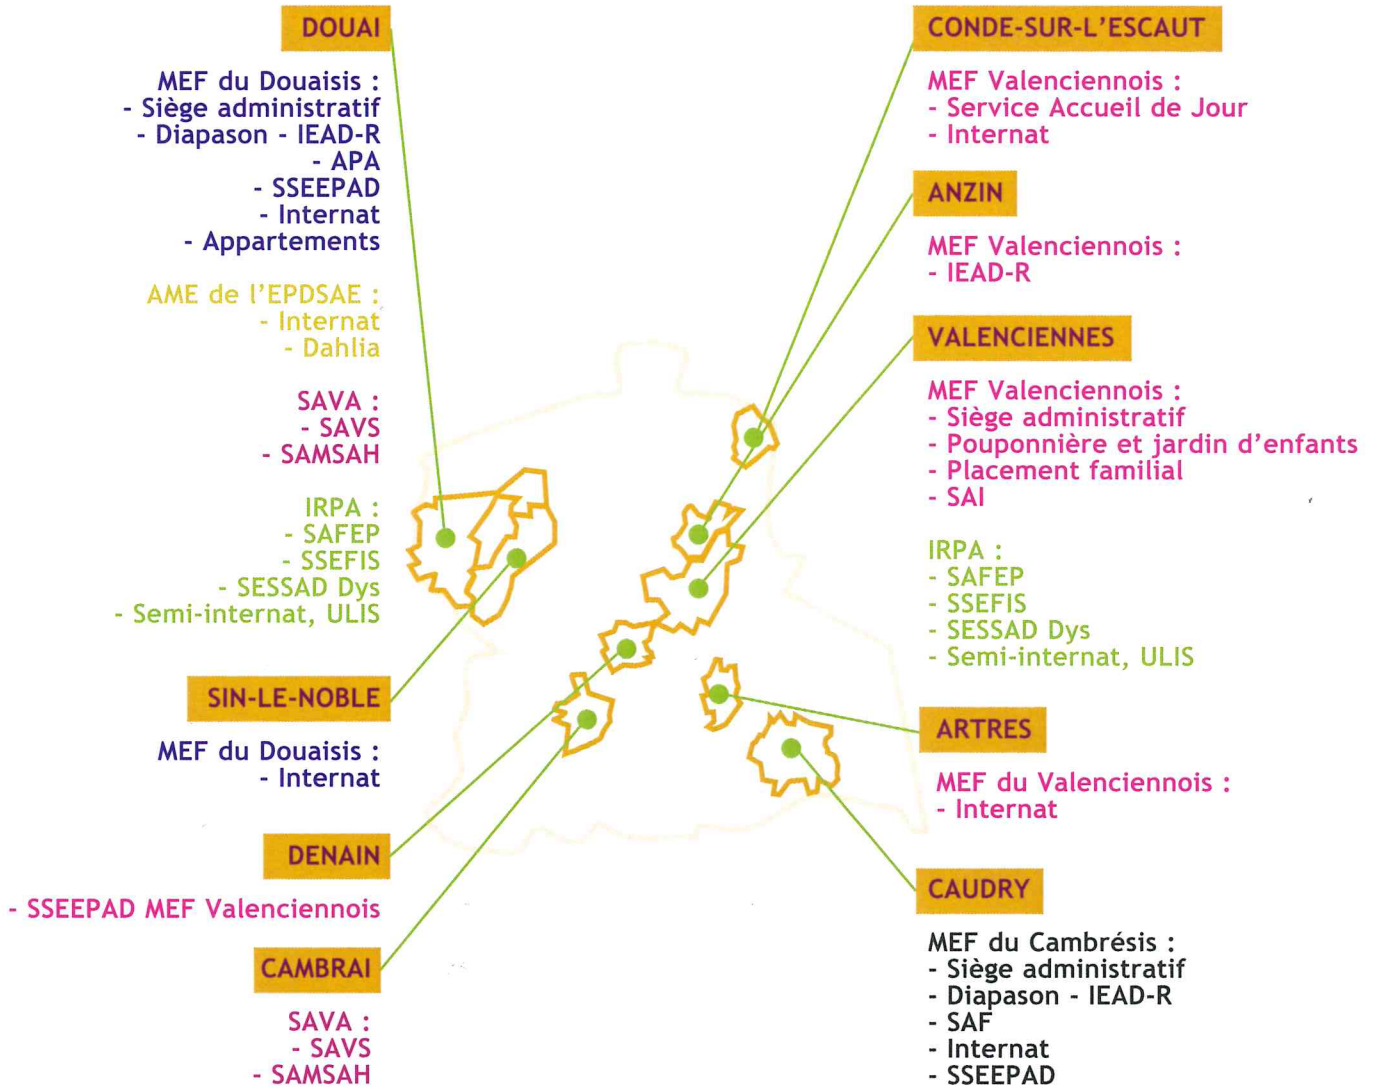 DOUAI
MEF du Douaisis :
- Siège administratif
- Diapason - IEAD-R
- APA
- SSEEPAD
- Internat
- Appartements
AME de l'EPDSAE :
- Internat
- Dahlia
SAVA :
- SAVS
- SAMSAH
IRPA :
- SAFEP
- SSEFIS
- SESSAD Dys
- Semi-internat, ULIS
SIN-LE-NOBLE
MEF du Douaisis :
- Internat
DENAIN
- SSEEPAD MEF Valenciennois
CAMBRAI
SAVA :
- SAVS
- SAMSAH
CONDE-SUR-L'ESCAUT
MEF Valenciennois :
- Service Accueil de Jour
- Internat
ANZIN
MEF Valenciennois :
- IEAD-R
VALENCIENNES
MEF Valenciennois :
- Siège administratif
- Pouponnière et jardin d'enfants
- Placement familial
- SAI
IRPA :
- SAFEP
- SSEFIS
- SESSAD Dys
- Semi-internat, ULIS
ARTRES
MEF du Valenciennois :
- Internat
CAUDRY
MEF du Cambrésis :
- Siège administratif
- Diapason - IEAD-R
- SAF
- Internat
- SSEEPAD